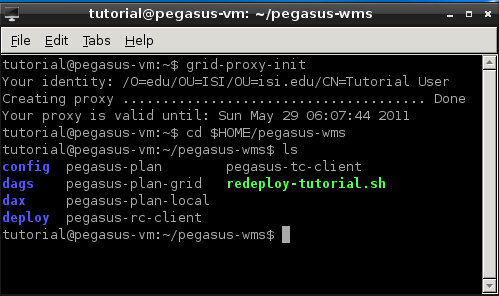 tutorial@pegasus-vm: ~/pegasus-wms
File Edit Tabs Help
tutorial@pegasus-vm:~$ grid-proxy-init
Your identity: /O=edu/OU=ISI/OU=isi.edu/CN=Tutorial User
Creating proxy ..................................... Done
Your proxy is valid until: Sun May 29 06:07:44 2011
tutorial@pegasus-vm:~$ cd $HOME/pegasus-wms
tutorial@pegasus-vm:~/pegasus-wms$ ls
config pegasus-plan pegasus-tc-client
dags pegasus-plan-grid redeploy-tutorial.sh
dax pegasus-plan-local
deploy pegasus-rc-client
tutorial@pegasus-vm:~/pegasus-wms$